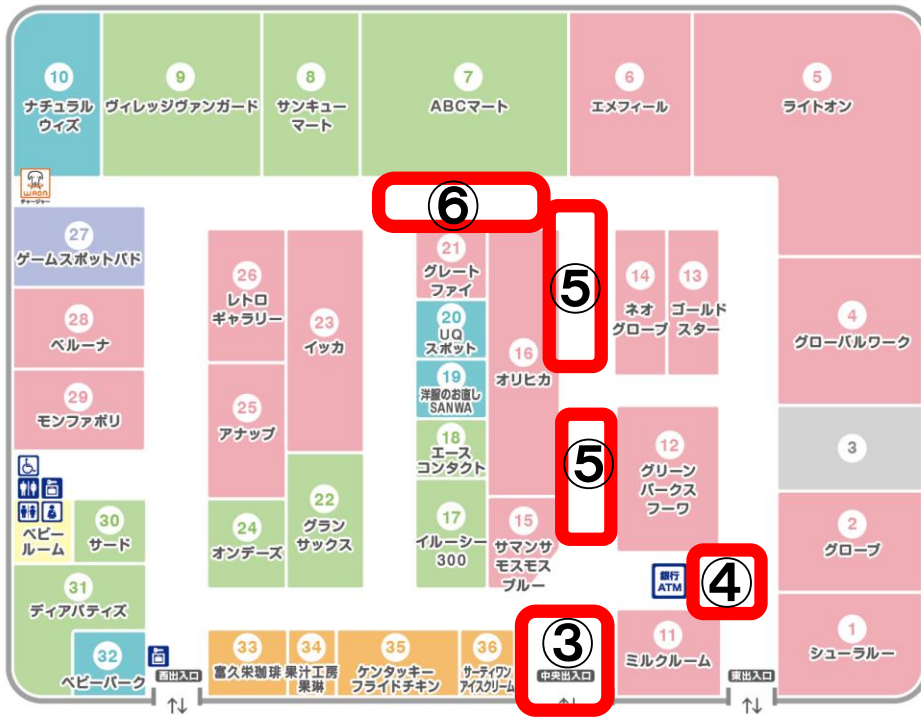 10
ナチュラル
ウィズ
9
ヴィレッジヴァンガード
8
サンキュー
マート
7
ABCマート
6
エメフィール
5
ライトオン
WAON
チャージャー
⑥
27
ゲームスポットバド
26
レトロ
ギャラリー
23
イッカ
21
グレート
ファイ
⑤
14
ネオ
グローブ
13
ゴールド
スター
4
グローバルワーク
28
ベルーナ
20
UQ
スポット
16
オリヒカ
29
モンファボリ
25
アナップ
19
洋服のお直し
SANWA
18
エース
コンタクト
⑤
12
グリーン
パークス
フーワ
3
ベビー
ルーム
30
サード
24
オンデーズ
22
グラン
サックス
17
イルーシー
300
15
サマンサ
モスモス
ブルー
2
グローブ
銀行
ATM
④
31
ディアパティズ
32
ベビーパーク
西出入口
33
富久栄珈琲
34
果汁工房
果琳
35
ケンタッキー
フライドチキン
36
サーティワン
アイスクリーム
③
中央出入口
11
ミルクルーム
東出入口
1
シューラルー